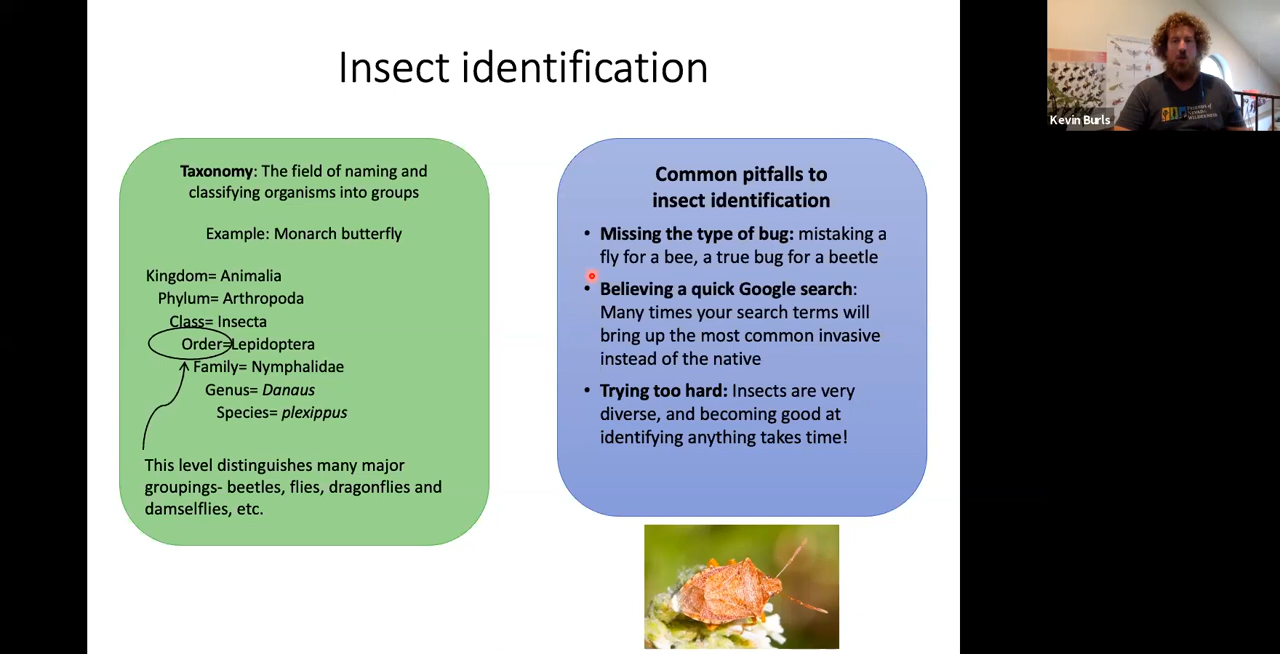 Insect identification
Taxonomy: The field of naming and
classifying organisms into groups
Example: Monarch butterfly
Kingdom= Animalia
Phylum= Arthropoda
Class= Insecta
Order=Lepidoptera
Family= Nymphalidae
Genus= Danaus
Species= plexippus
This level distinguishes many major
groupings- beetles, flies, dragonflies and
damselflies, etc.
Common pitfalls to
insect identification
• Missing the type of bug: mistaking a
fly for a bee, a true bug for a beetle
• Believing a quick Google search:
Many times your search terms will
bring up the most common invasive
instead of the native
• Trying too hard: Insects are very
diverse, and becoming good at
identifying anything takes time!
Kevin Burls